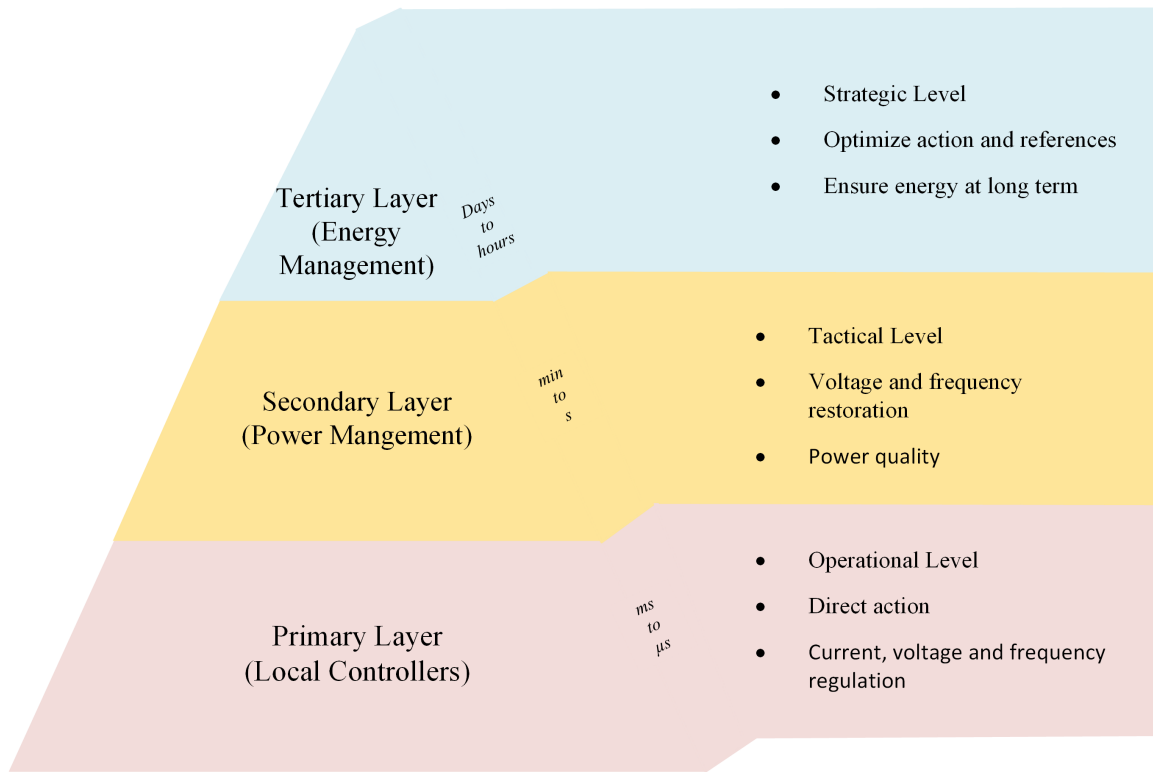 Tertiary Layer
(Energy
Management)
Days
to
hours
• Strategic Level
• Optimize action and references
• Ensure energy at long term
Secondary Layer
(Power Mangement)
min
to
s
• Tactical Level
• Voltage and frequency
restoration
• Power quality
Primary Layer
(Local Controllers)
ms
to
μs
• Operational Level
• Direct action
• Current, voltage and frequency
regulation